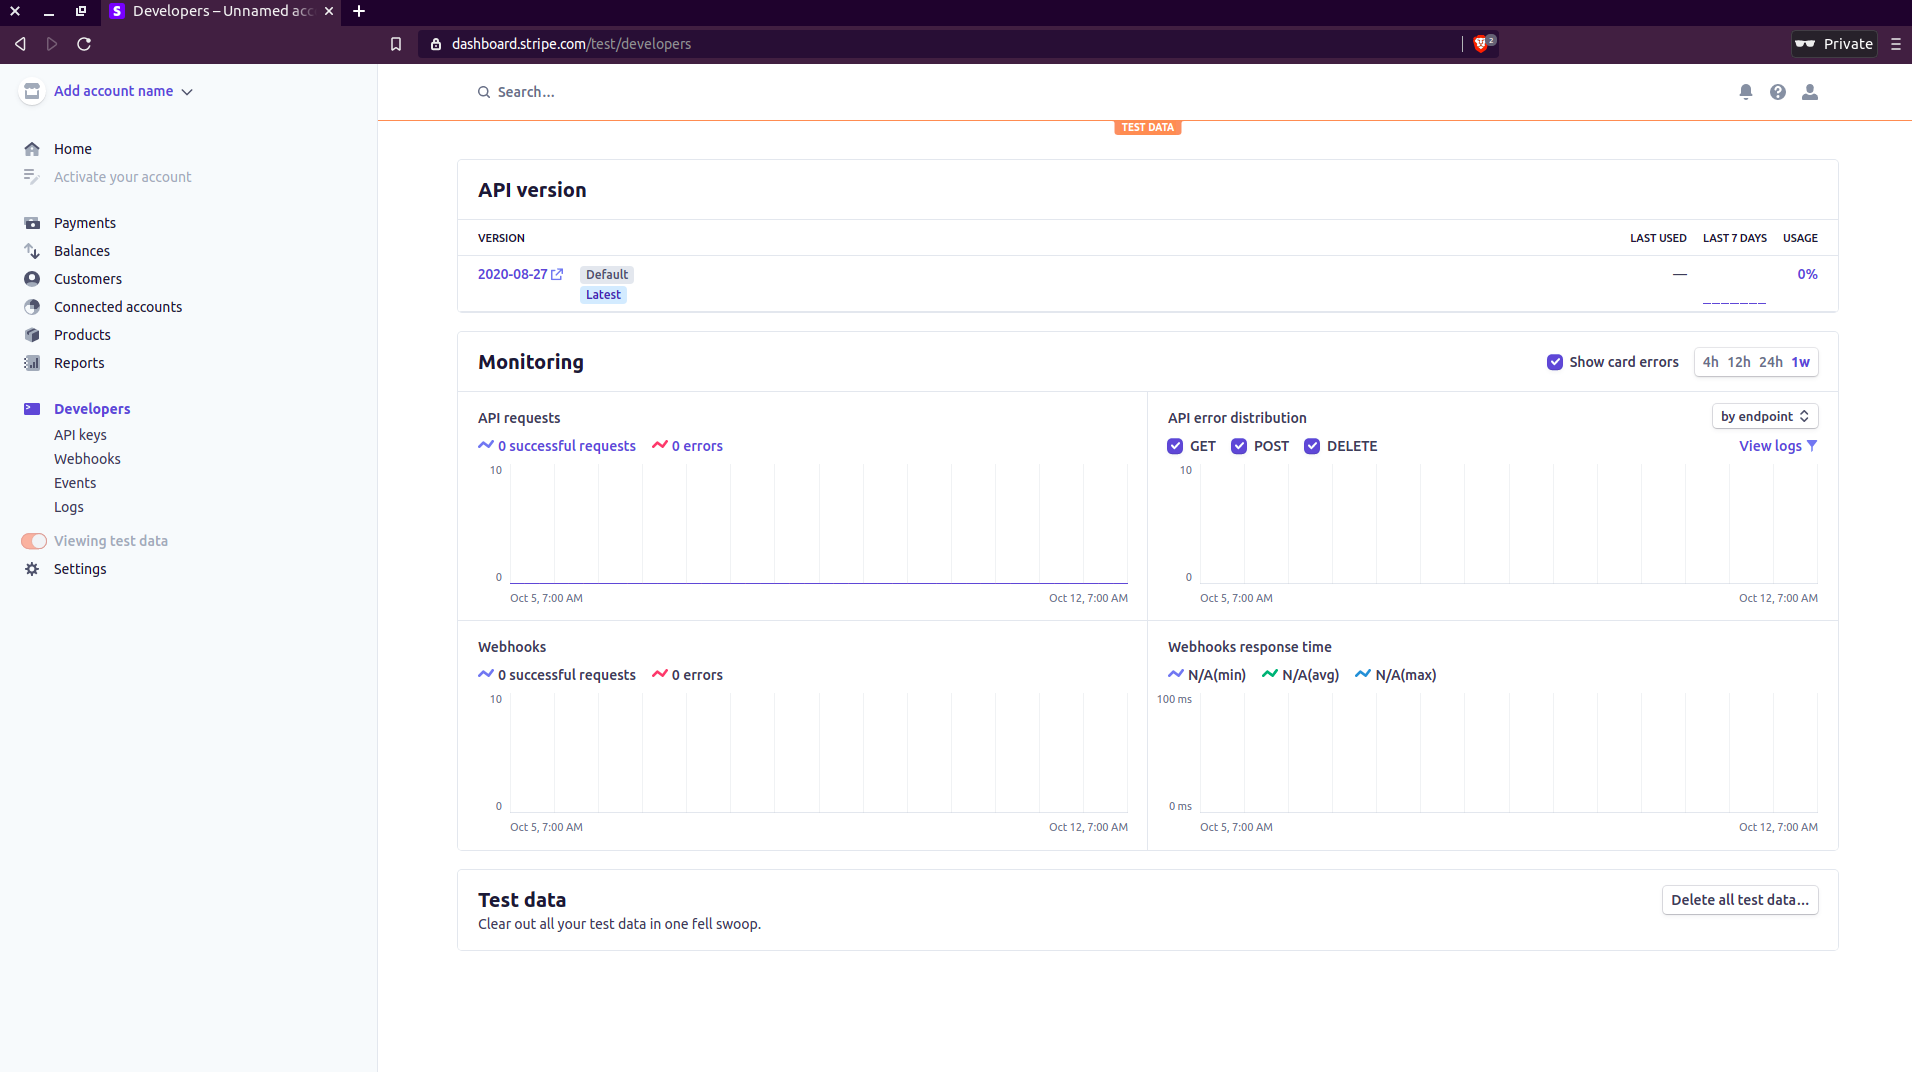 Developers – Unnamed acc
dashboard.stripe.com/test/developers
2
Private
Add account name
Search...
TEST DATA
Home
Activate your account
Payments
Balances
Customers
Connected accounts
Products
Reports
Developers
API keys
Webhooks
Events
Logs
Viewing test data
Settings
API version
VERSION LAST USED LAST 7 DAYS USAGE
2020-08-27 Default — 0%
Latest
Monitoring
Show card errors 4h 12h 24h 1w
API requests
0 successful requests 0 errors
10
0
Oct 5, 7:00 AM Oct 12, 7:00 AM
API error distribution by endpoint
GET POST DELETE View logs
10
0
Oct 5, 7:00 AM Oct 12, 7:00 AM
Webhooks
0 successful requests 0 errors
10
0
Oct 5, 7:00 AM Oct 12, 7:00 AM
Webhooks response time
N/A(min) N/A(avg) N/A(max)
100 ms
0 ms
Oct 5, 7:00 AM Oct 12, 7:00 AM
Test data
Clear out all your test data in one fell swoop.
Delete all test data...